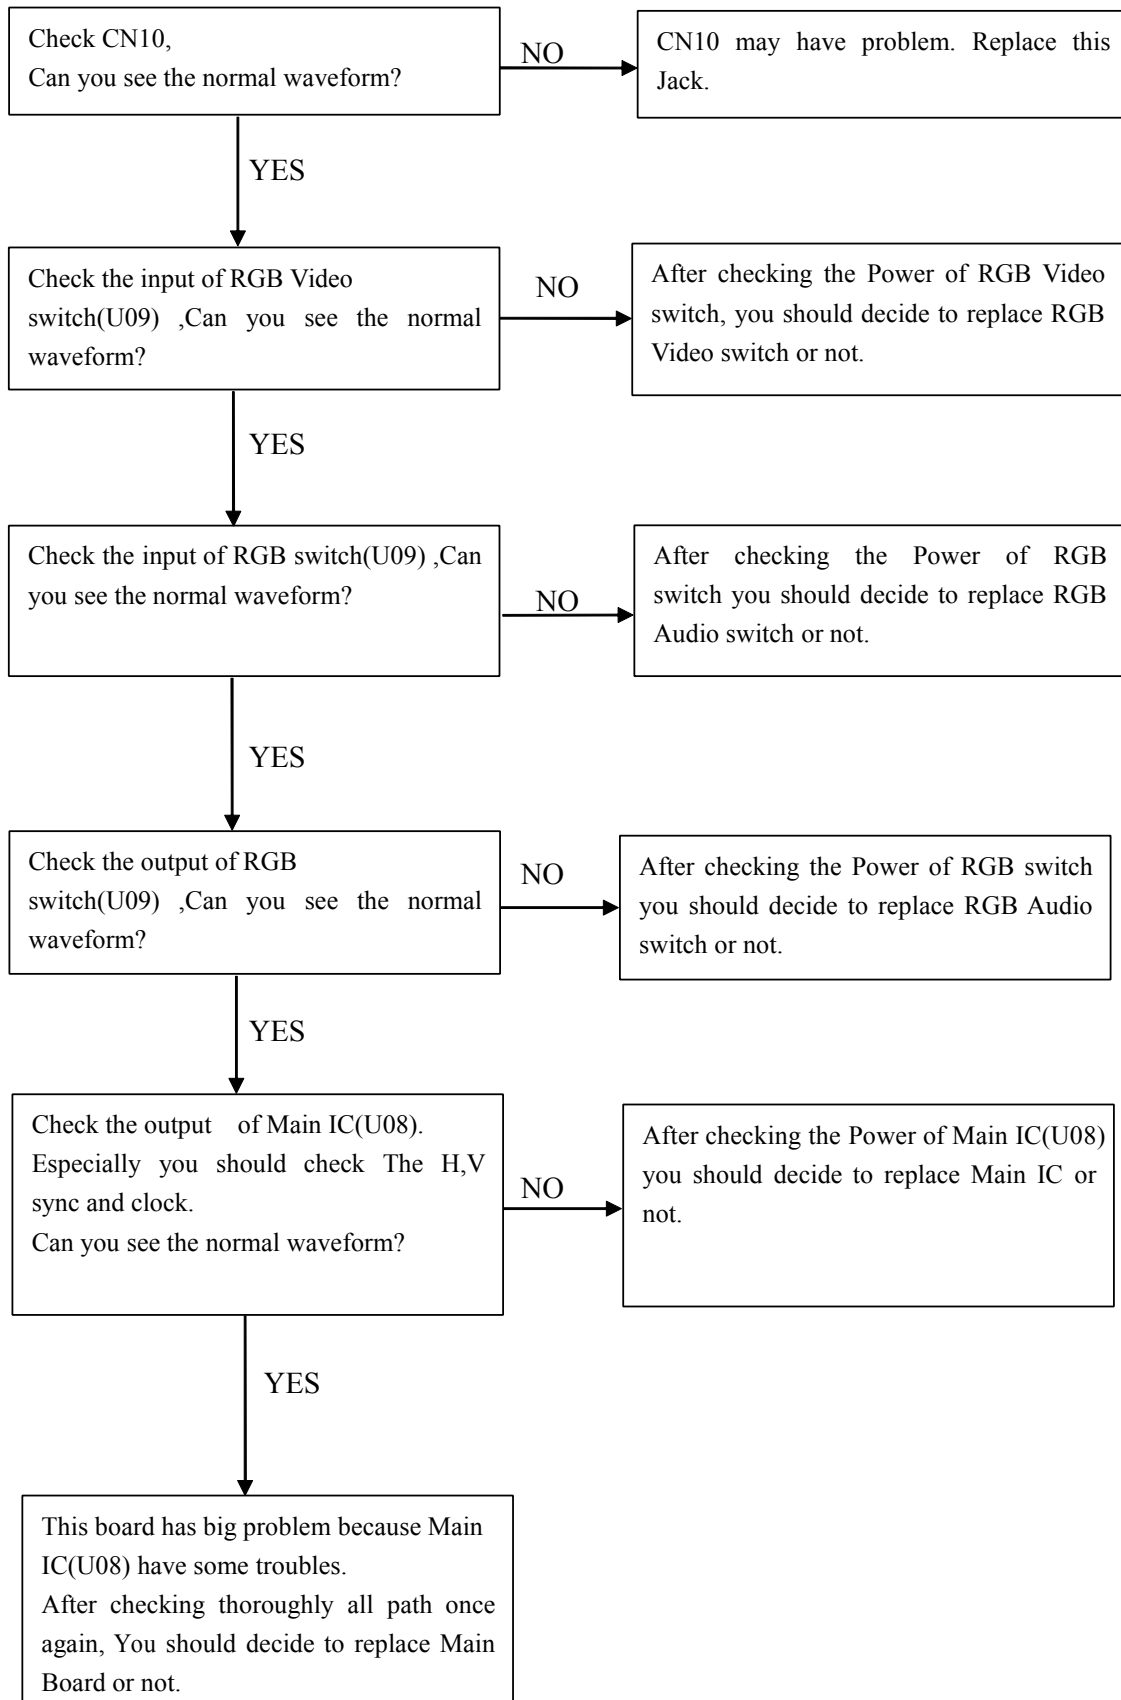 Check CN10,
Can you see the normal waveform?
NO
CN10 may have problem. Replace this
Jack.
YES
Check the input of RGB Video
switch(U09) ,Can you see the normal
waveform?
NO
After checking the Power of RGB Video
switch, you should decide to replace RGB
Video switch or not.
YES
Check the input of RGB switch(U09) ,Can
you see the normal waveform?
NO
After checking the Power of RGB
switch you should decide to replace RGB
Audio switch or not.
YES
Check the output of RGB
switch(U09) ,Can you see the normal
waveform?
NO
After checking the Power of RGB switch
you should decide to replace RGB Audio
switch or not.
YES
Check the output of Main IC(U08).
Especially you should check The H,V
sync and clock.
Can you see the normal waveform?
NO
After checking the Power of Main IC(U08)
you should decide to replace Main IC or
not.
YES
This board has big problem because Main
IC(U08) have some troubles.
After checking thoroughly all path once
again, You should decide to replace Main
Board or not.